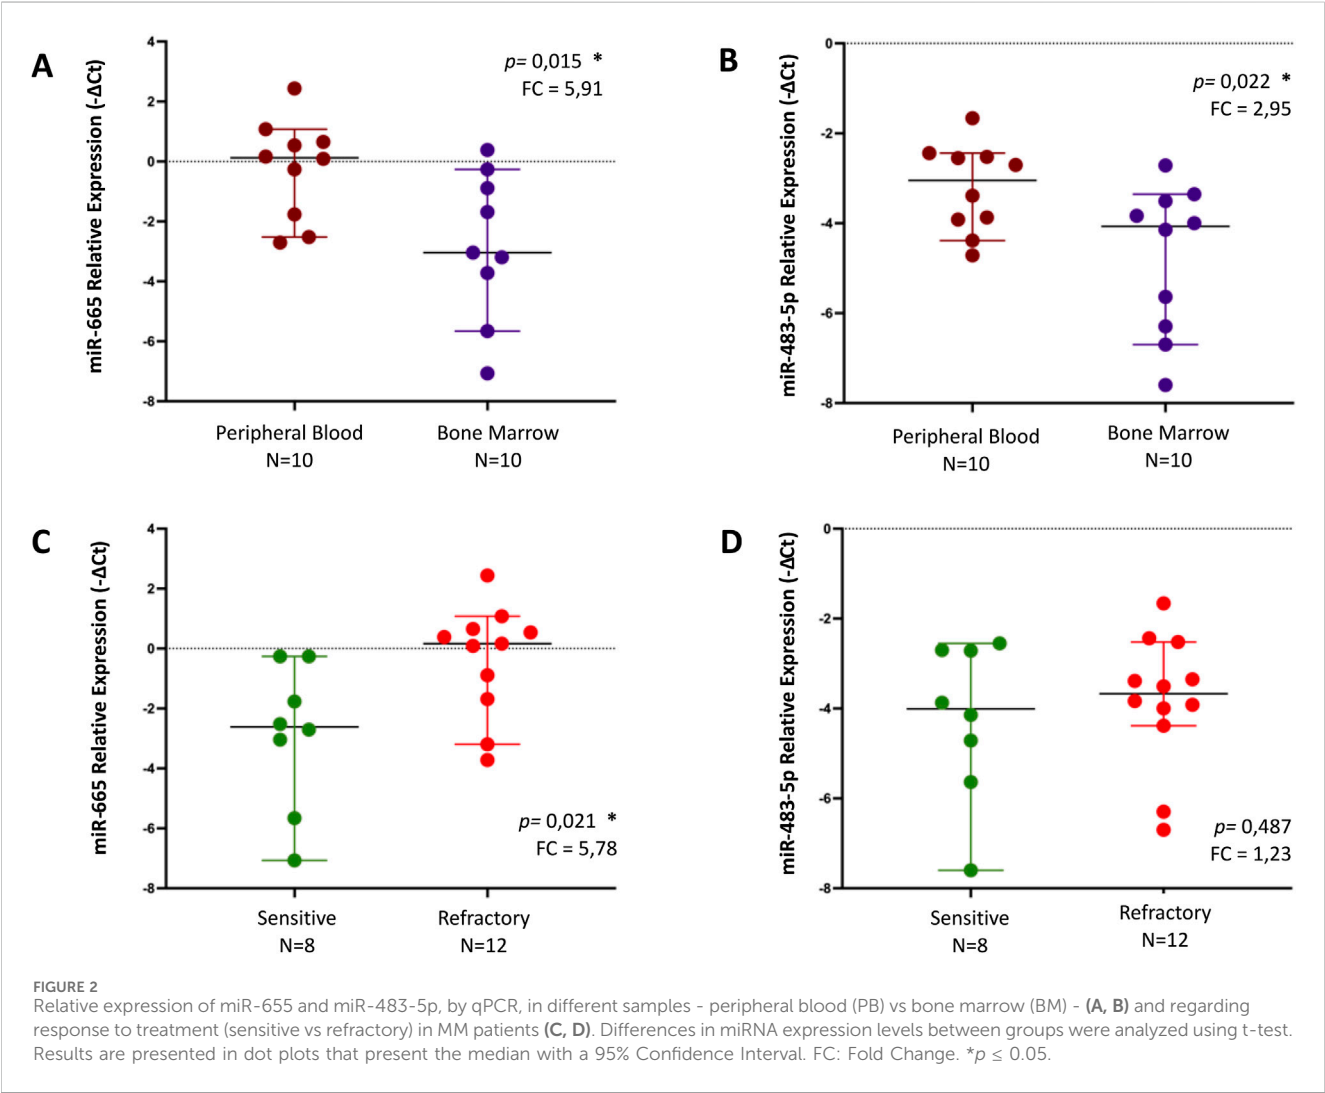 A
miR-665 Relative Expression (-ΔCt)
4
2
0
-2
-4
-6
-8
p= 0,015 *
FC = 5,91
Peripheral Blood
N=10
Bone Marrow
N=10
B
miR-483-5p Relative Expression (-ΔCt)
0
-2
-4
-6
-8
p= 0,022 *
FC = 2,95
Peripheral Blood
N=10
Bone Marrow
N=10
C
miR-665 Relative Expression (-ΔCt)
4
2
0
-2
-4
-6
-8
p= 0,021 *
FC = 5,78
Sensitive
N=8
Refractory
N=12
D
miR-483-5p Relative Expression (-ΔCt)
0
-2
-4
-6
-8
p= 0,487
FC = 1,23
Sensitive
N=8
Refractory
N=12
FIGURE 2
Relative expression of miR-655 and miR-483-5p, by qPCR, in different samples - peripheral blood (PB) vs bone marrow (BM) - (A, B) and regarding
response to treatment (sensitive vs refractory) in MM patients (C, D). Differences in miRNA expression levels between groups were analyzed using t-test.
Results are presented in dot plots that present the median with a 95% Confidence Interval. FC: Fold Change. *p ≤ 0.05.